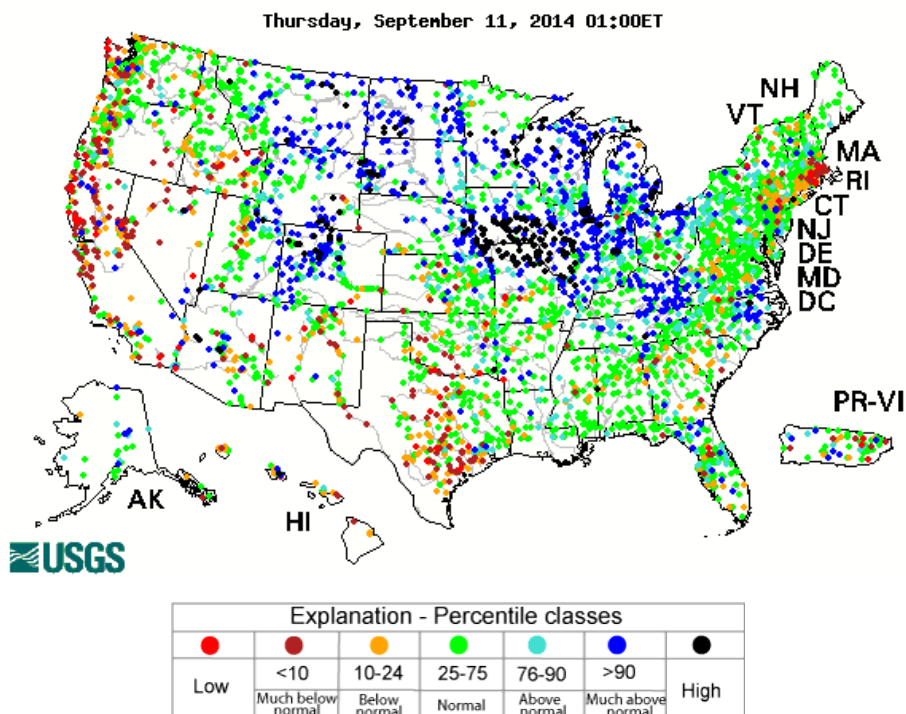 Thursday, September 11, 2014 01:00ET
NH
VT
MA
RI
CT
NJ
DE
MD
DC
PR-VI
AK
HI
USGS
Explanation - Percentile classes
Low
<10
10-24
25-75
76-90
>90
High
Much below normal
Below normal
Normal
Above normal
Much above normal